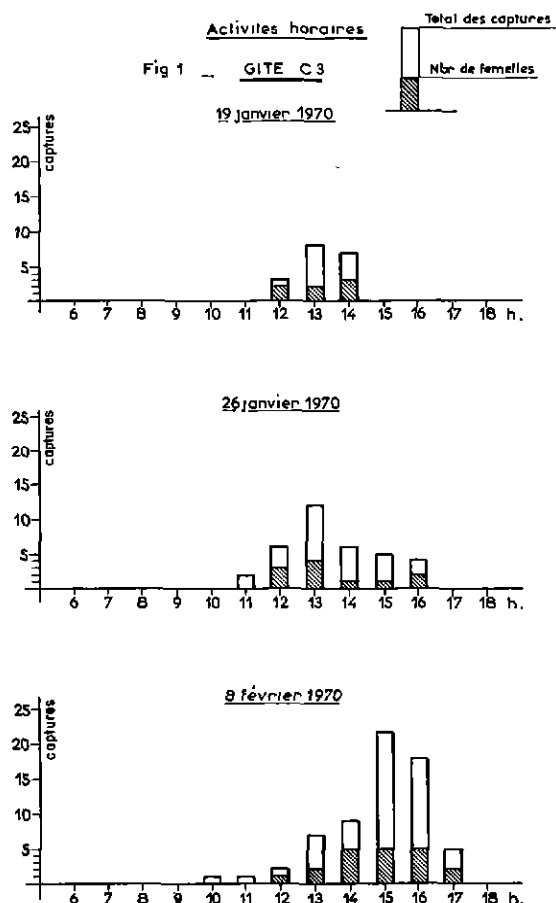 Activites horaires
Total des captures
Fig 1 _ GITE C 3
Nbr de femelles
19 janvier 1970
captures
25
20
15
10
5
6 7 8 9 10 11 12 13 14 15 16 17 18 h.
26 janvier 1970
captures
25
20
15
10
5
6 7 8 9 10 11 12 13 14 15 16 17 18 h.
8 février 1970
captures
25
20
15
10
5
6 7 8 9 10 11 12 13 14 15 16 17 18 h.